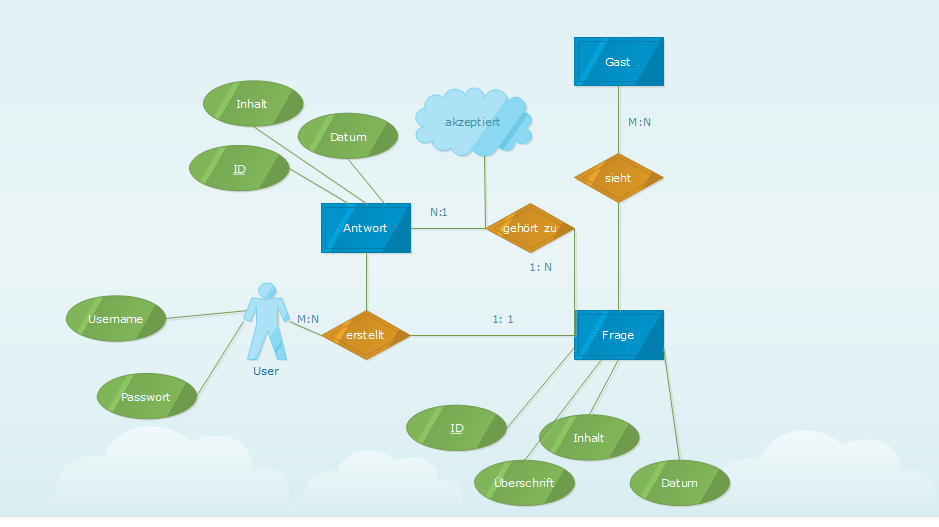 Gast
Inhalt
akzeptiert
M:N
Datum
ID
sieht
N:1
Antwort
gehört zu
1: N
Username
M:N
1: 1
erstellt
Frage
User
Passwort
ID
Inhalt
Überschrift
Datum